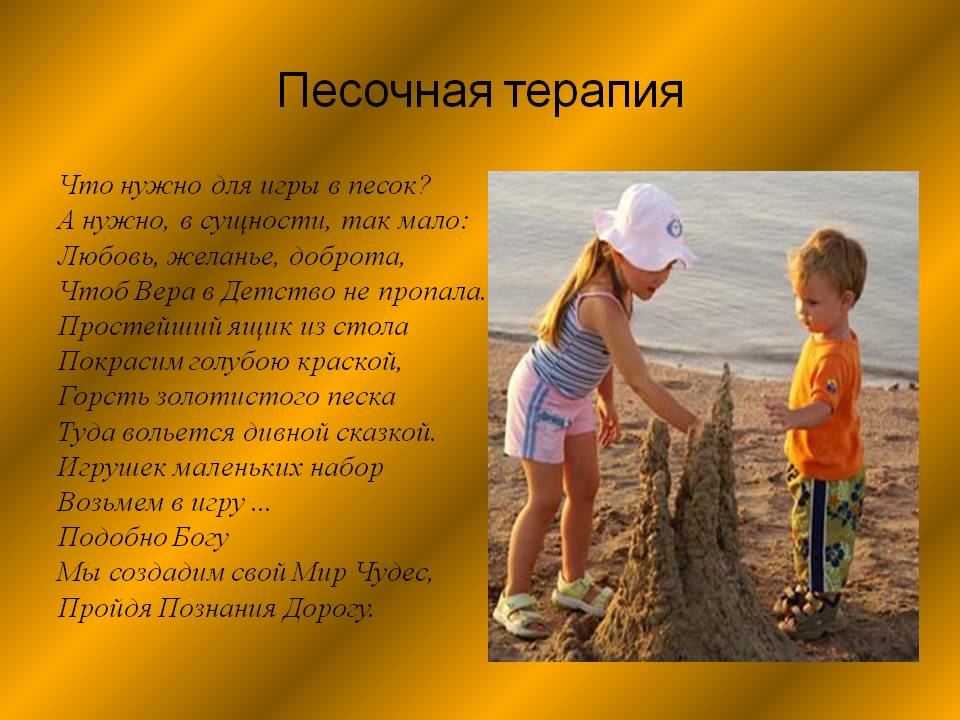 Песочная терапия
Что нужно для игры в песок?
А нужно, в сущности, так мало:
Любовь, желанье, доброта,
Чтоб Вера в Детство не пропала.
Простейший ящик из стола
Покрасим голубою краской,
Горсть золотистого песка
Туда вольется дивной сказкой.
Игрушек маленьких набор
Возьмем в игру ...
Подобно Богу
Мы создадим свой Мир Чудес,
Пройдя Познания Дорогу.